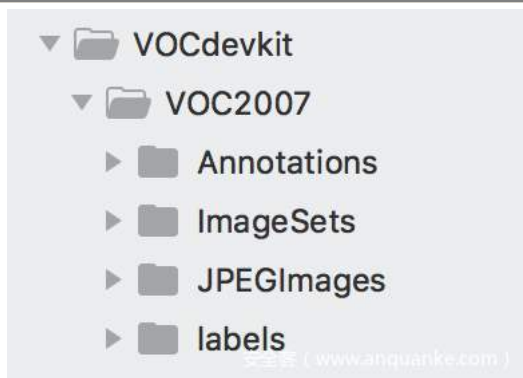 VOCdevkit
VOC2007
Annotations
ImageSets
JPEGImages
labels
安全客（www.anquanke.com）